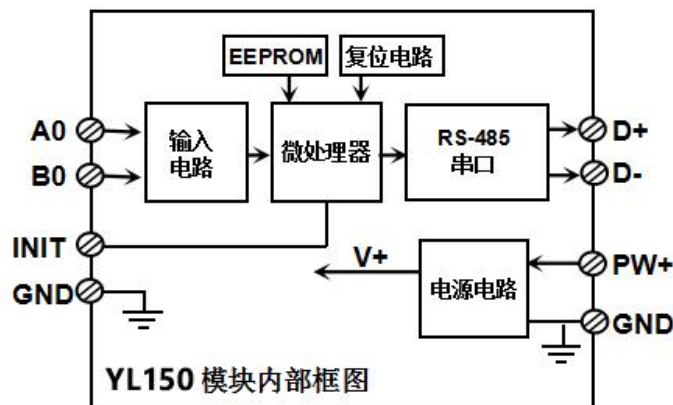 EEPROM
复位电路
A0
B0
输入
电路
微处理器
RS-485
串口
D+
D-
INIT
GND
V+
电源电路
PW+
GND
YL150 模块内部框图